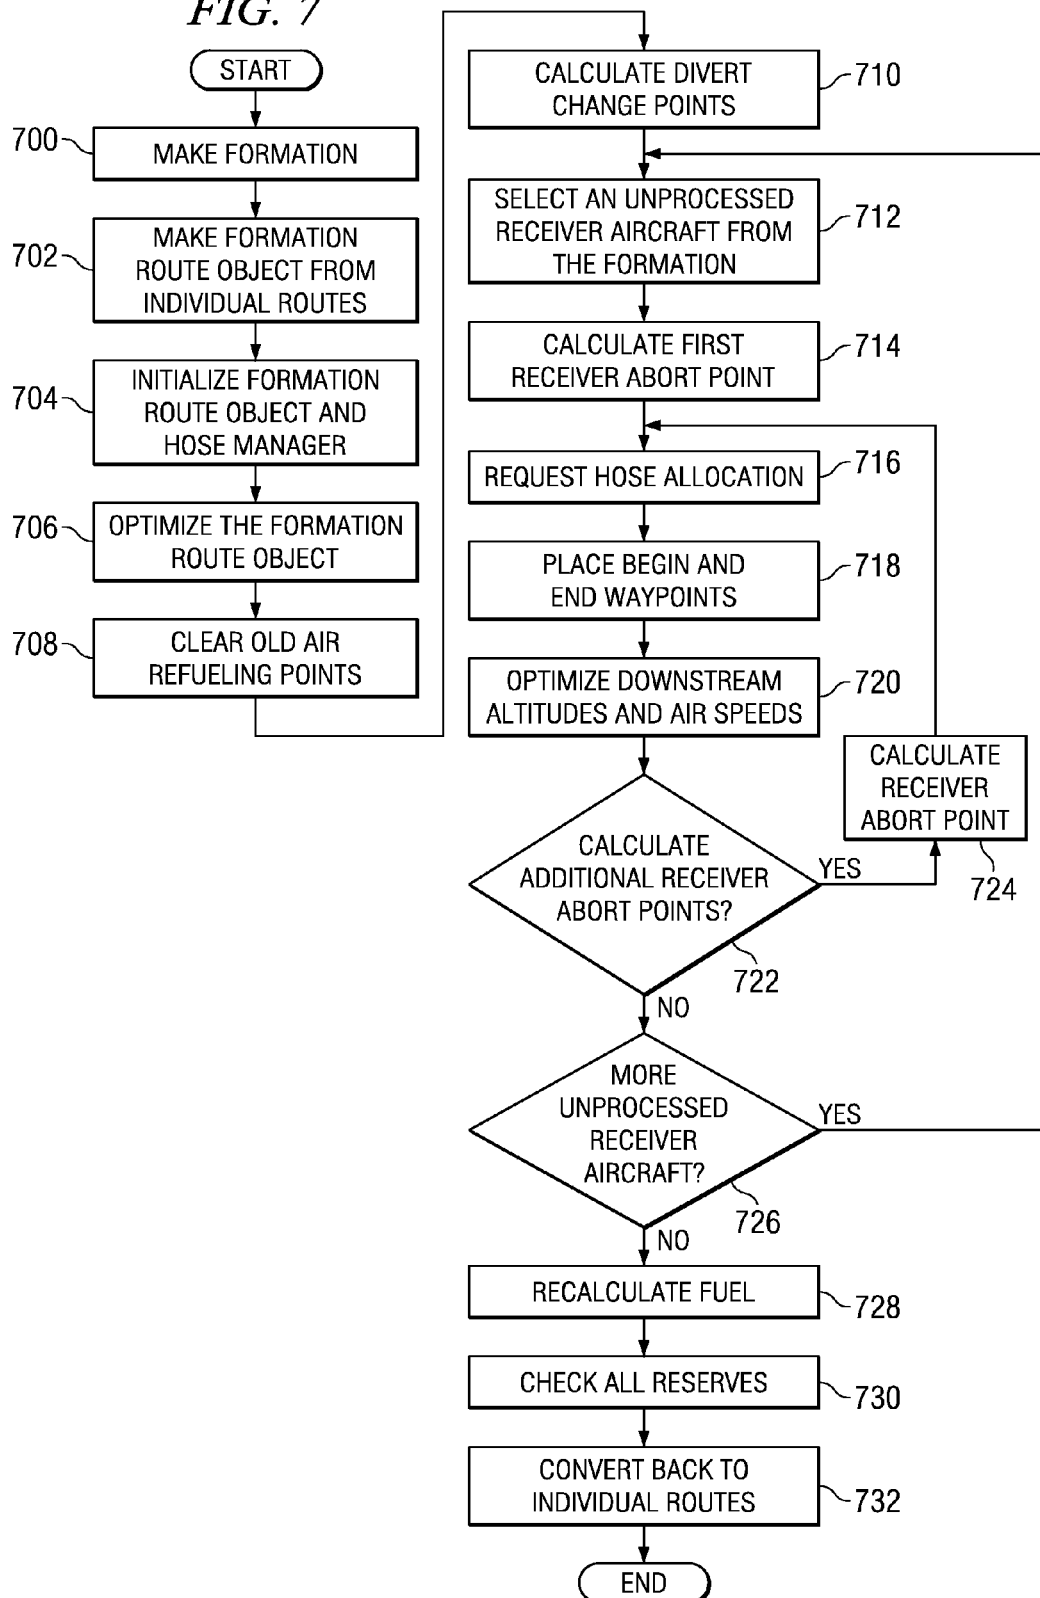 FIG. 7
START
700
MAKE FORMATION
702
MAKE FORMATION
ROUTE OBJECT FROM
INDIVIDUAL ROUTES
704
INITIALIZE FORMATION
ROUTE OBJECT AND
HOSE MANAGER
706
OPTIMIZE THE FORMATION
ROUTE OBJECT
708
CLEAR OLD AIR
REFUELING POINTS
CALCULATE DIVERT
CHANGE POINTS
710
SELECT AN UNPROCESSED
RECEIVER AIRCRAFT FROM
THE FORMATION
712
CALCULATE FIRST
RECEIVER ABORT POINT
714
REQUEST HOSE ALLOCATION
716
PLACE BEGIN AND
END WAYPOINTS
718
OPTIMIZE DOWNSTREAM
ALTITUDES AND AIR SPEEDS
720
CALCULATE
ADDITIONAL RECEIVER
ABORT POINTS?
722
YES
CALCULATE
RECEIVER
ABORT POINT
724
NO
MORE
UNPROCESSED
RECEIVER
AIRCRAFT?
726
YES
NO
RECALCULATE FUEL
728
CHECK ALL RESERVES
730
CONVERT BACK TO
INDIVIDUAL ROUTES
732
END